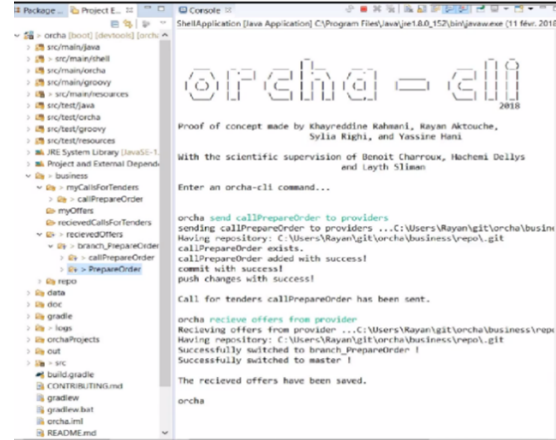 Package...
Project E...
Console
ShellApplication [Java Application] C:\Program Files\Java\jre1.8.0_152\bin\javaw.exe (11 févr. 2018
> orcha [boot] [devtools] [orcha
src/main/java
> src/main/shell
src/main/orcha
src/main/groovy
> src/main/resources
src/test/java
src/test/orcha
src/test/groovy
src/test/resources
JRE System Library [JavaSE-1.
Project and External Depend
> business
> myCallsForTenders
> callPrepareOrder
myOffers
recievedCallsForTenders
> recievedOffers
> branch_PrepareOrder
> callPrepareOrder
> PrepareOrder
repo
data
doc
gradle
> logs
orchaProjects
out
> src
build.gradle
CONTRIBUTING.md
gradlew
gradlew.bat
orcha.iml
README.md
orcha - cli
2018
Proof of concept made by Khayreddine Rahmani, Rayan Aktouche,
Sylia Righi, and Yassine Hani
With the scientific supervision of Benoit Charroux, Hachemi Dellys
and Layth Sliman
Enter an orcha-cli command...
orcha send callPrepareOrder to providers
sending callPrepareOrder to providers ...C:\Users\Rayan\git\orcha\busin
Having repository: C:\Users\Rayan\git\orcha\business\repo\.git
callPrepareOrder exists.
callPrepareOrder added with success!
commit with success!
push changes with success!
Call for tenders callPrepareOrder has been sent.
orcha recieve offers from provider
Recieving offers from provider ...C:\Users\Rayan\git\orcha\business\repo
Having repository: C:\Users\Rayan\git\orcha\business\repo\.git
Successfully switched to branch_PrepareOrder !
Successfully switched to master !
The recieved offers have been saved.
orcha